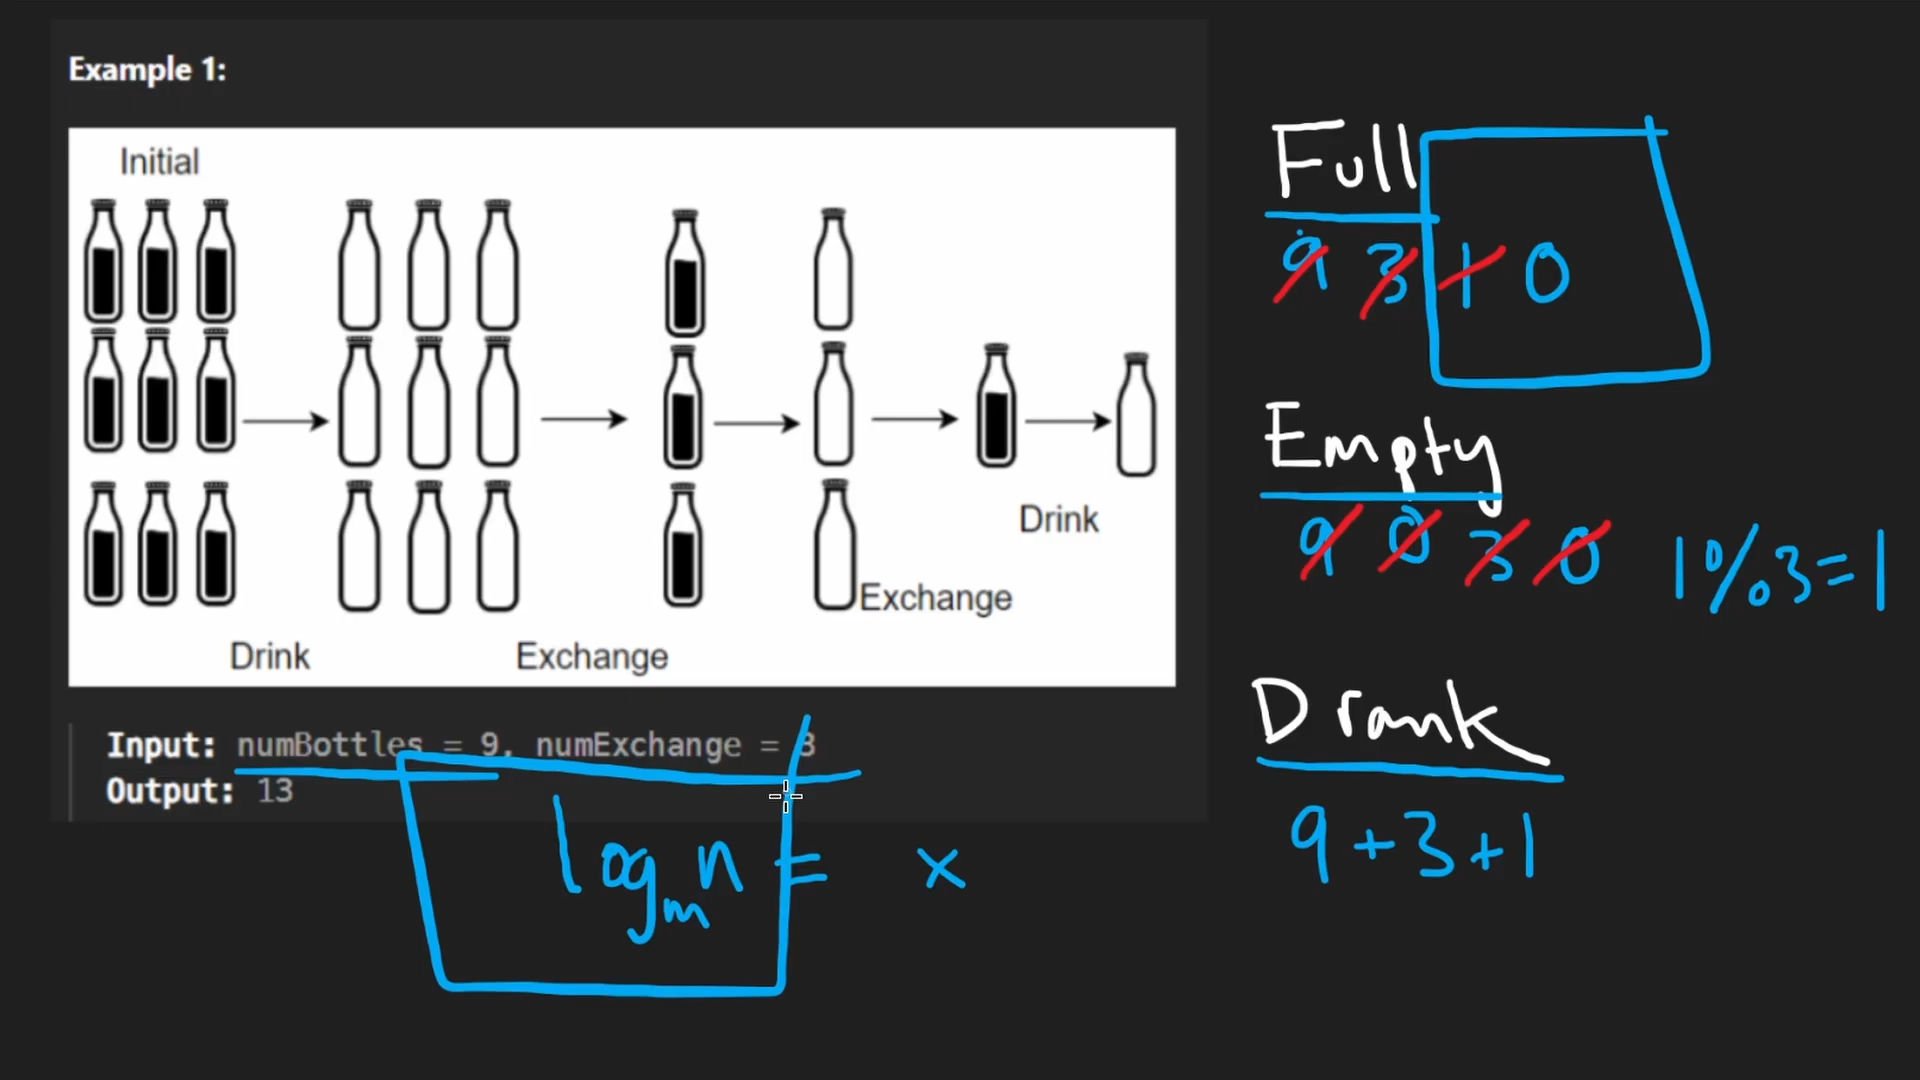 Example 1:
Initial
Drink
Exchange
Exchange
Drink
Input: numBottles = 9, numExchange = 3
Output: 13
log_m n = x
Full
9 3 1 0
Empty
9 0 3 0 1%3=1
Drank
9+3+1